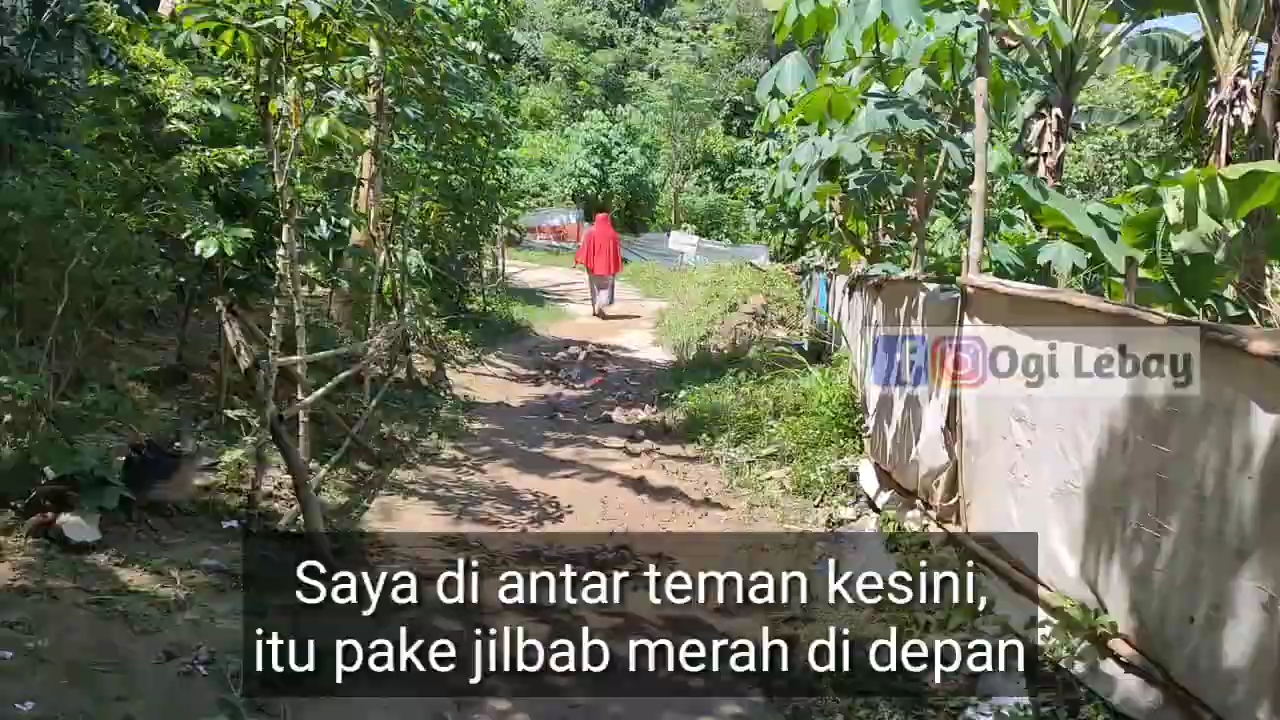 Ogi Lebay
Saya di antar teman kesini,
itu pake jilbab merah di depan